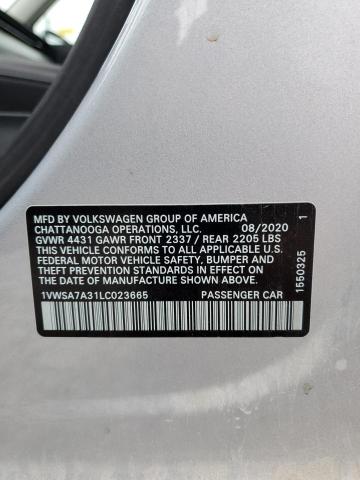 MFD BY VOLKSWAGEN GROUP OF AMERICA
CHATTANOOGA OPERATIONS, LLC. 08/2020
GVWR 4431 GAWR FRONT 2337 / REAR 2205 LBS
THIS VEHICLE CONFORMS TO ALL APPLICABLE U.S.
FEDERAL MOTOR VEHICLE SAFETY, BUMPER AND
THEFT PREVENTION STANDARDS IN EFFECT
ON THE DATE OF MANUFACTURE SHOWN ABOVE
1VWSA7A31LC023665 PASSENGER CAR
1550325 1